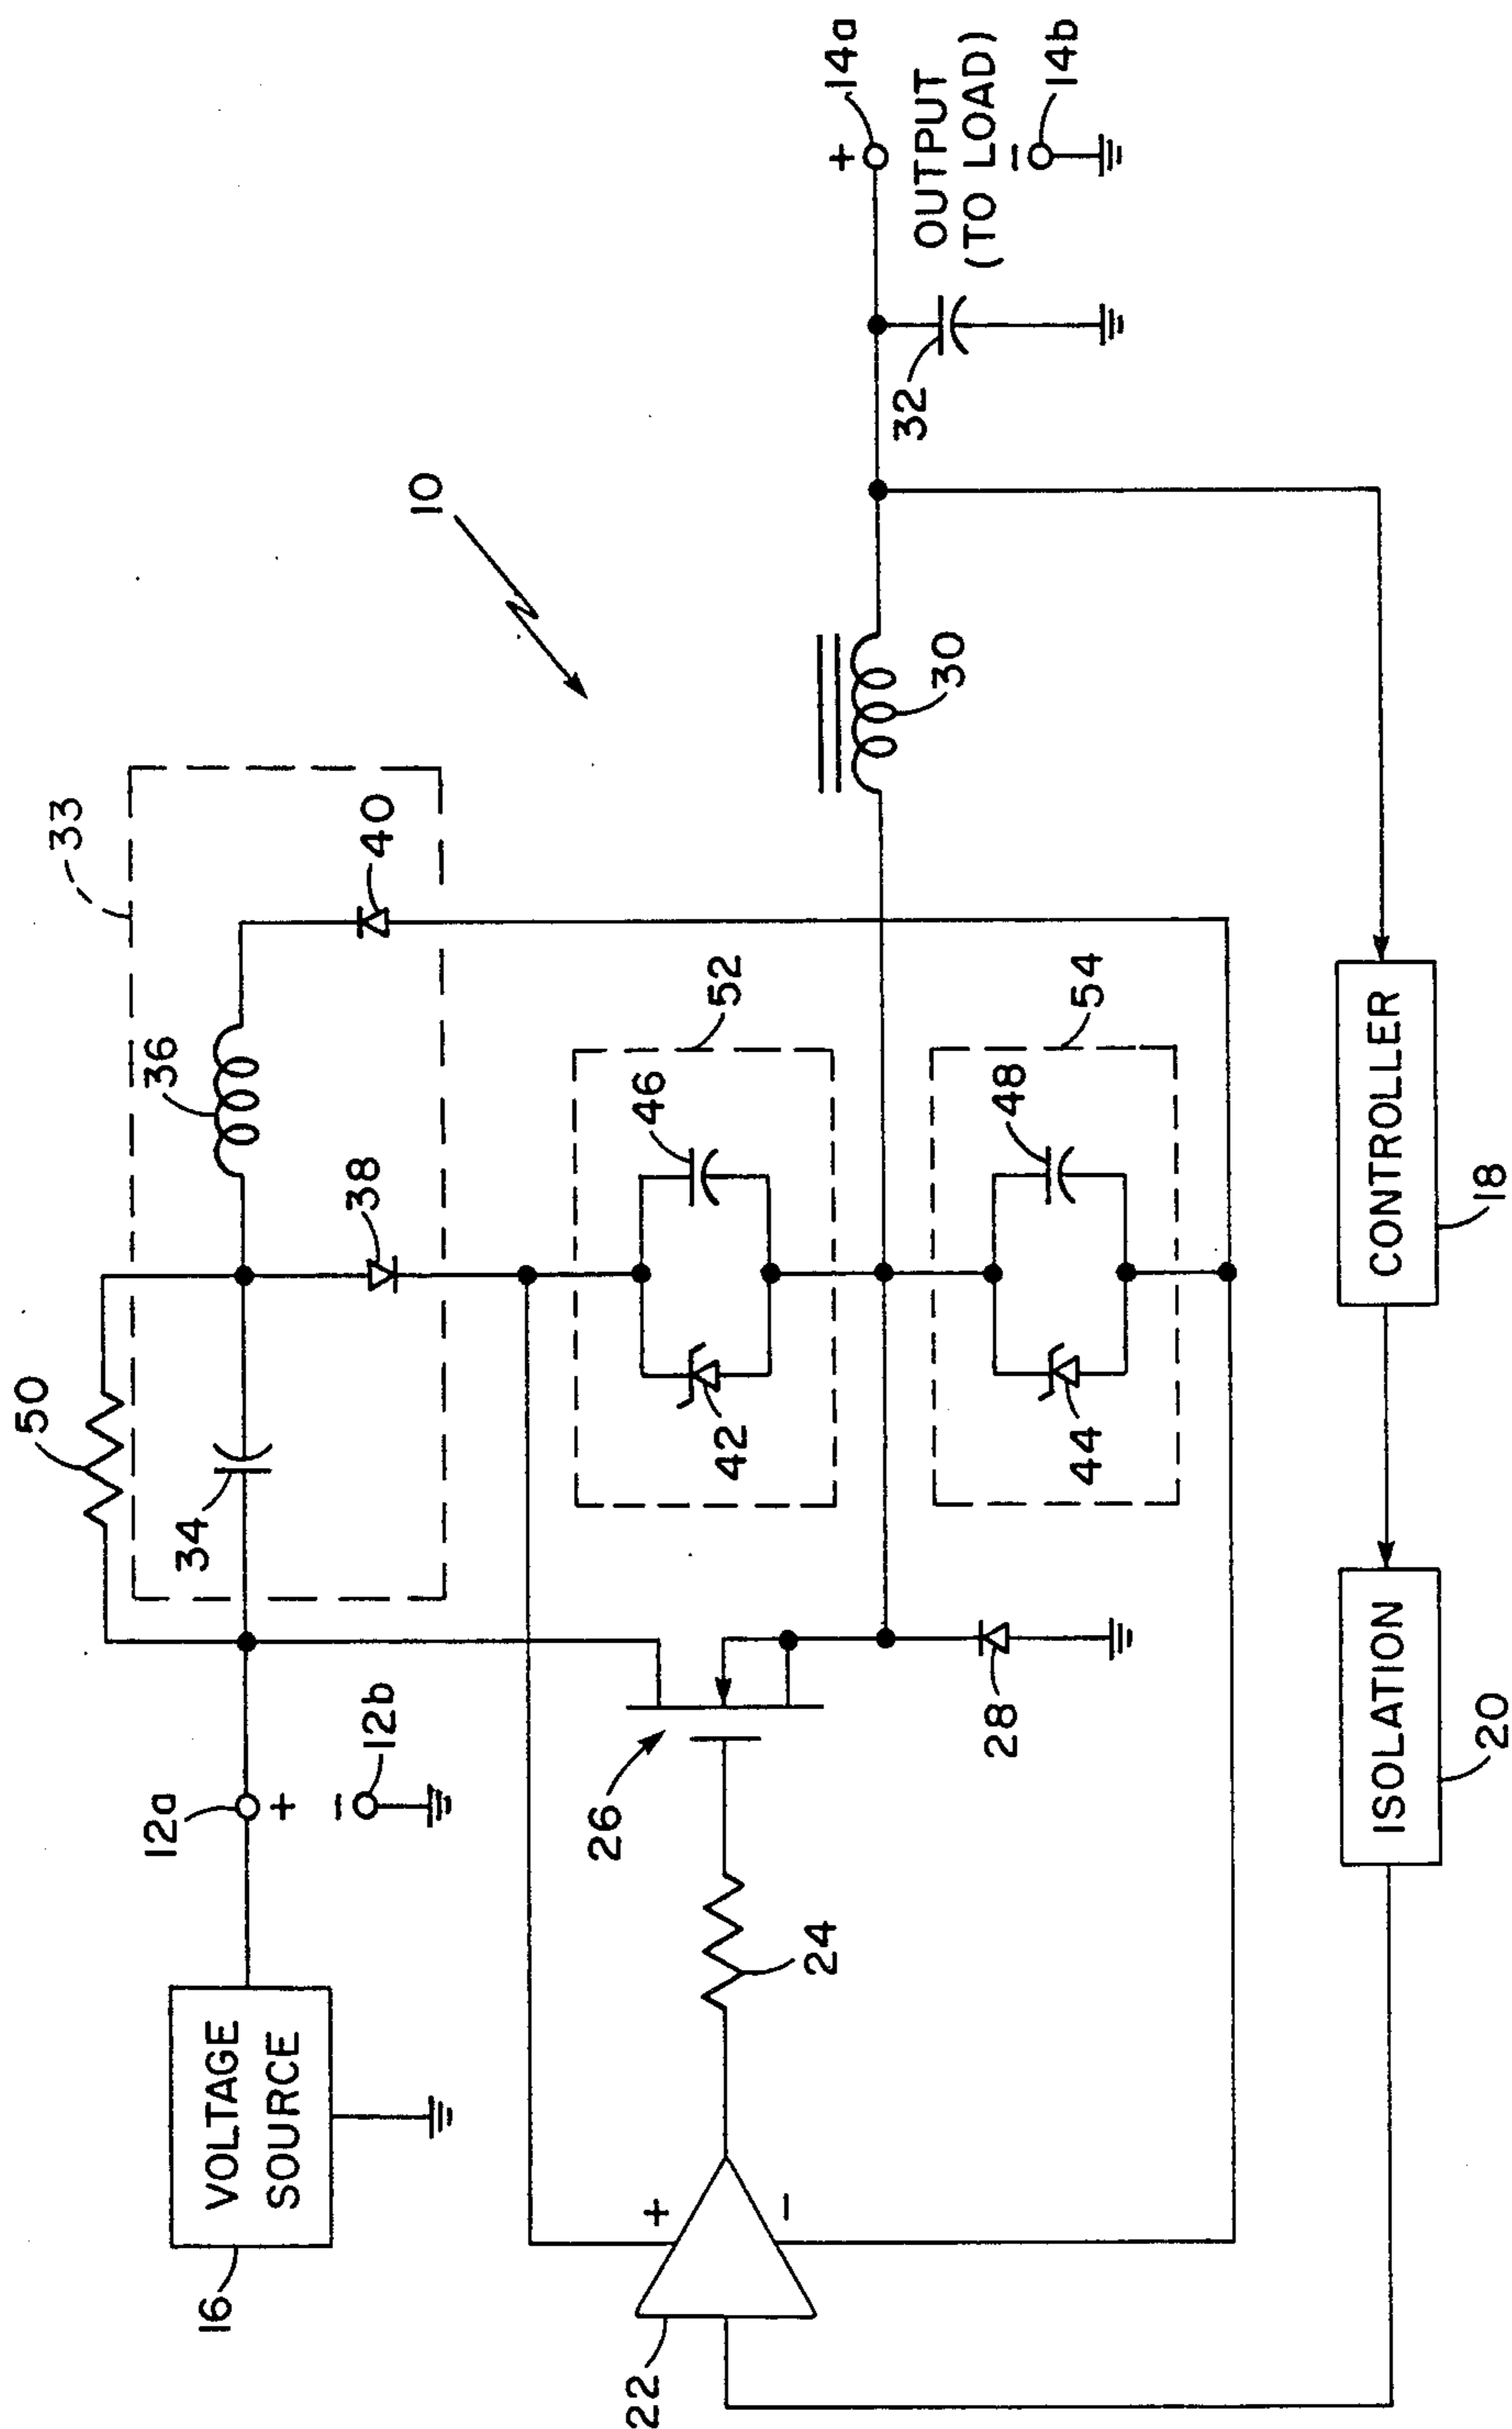 10
33
50
36
40
34
38
12a
+
−
12b
VOLTAGE
SOURCE
16
52
46
42
26
24
22
+
−
28
54
48
44
30
32
14a
+
OUTPUT
(TO LOAD)
−
14b
CONTROLLER
18
ISOLATION
20